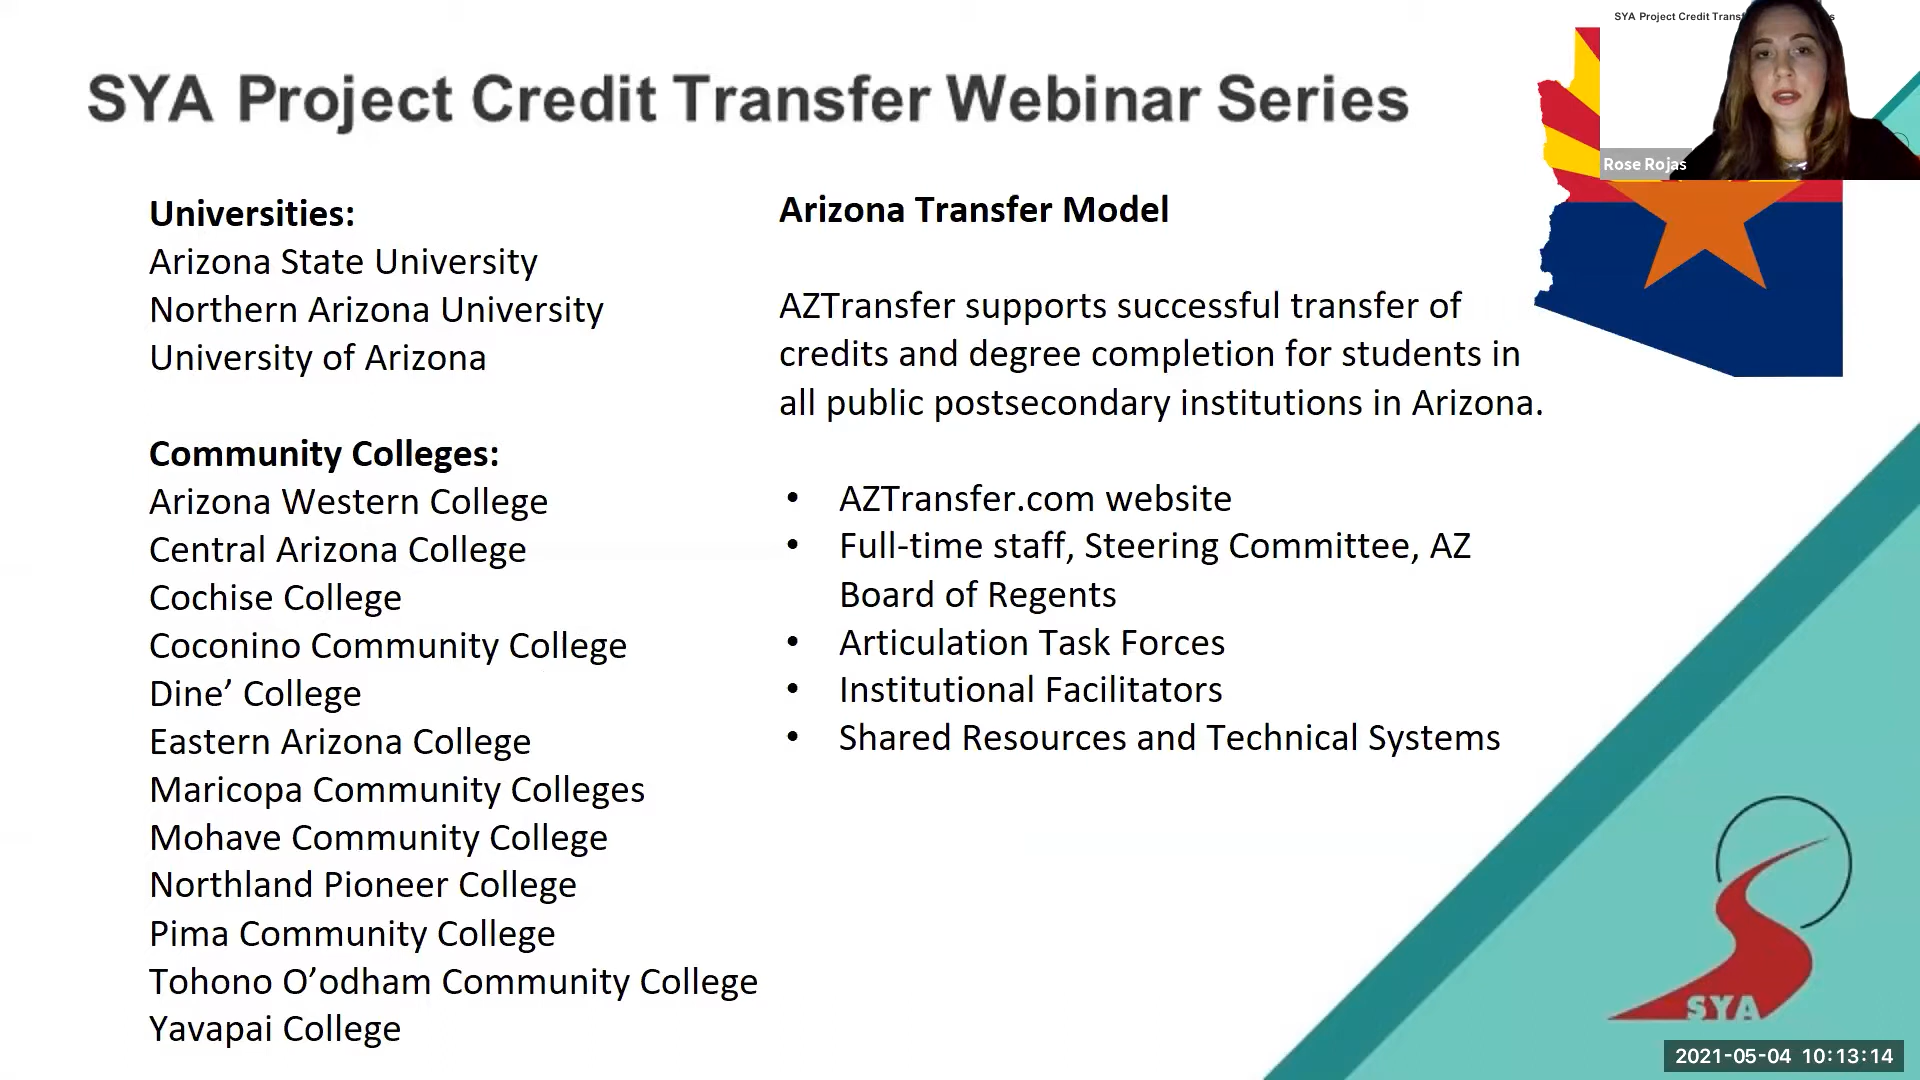 SYA Project Credit Transfer Webinar Series
SYA Project Credit
Rose Rojas
Universities:
Arizona State University
Northern Arizona University
University of Arizona
Community Colleges:
Arizona Western College
Central Arizona College
Cochise College
Coconino Community College
Dine’ College
Eastern Arizona College
Maricopa Community Colleges
Mohave Community College
Northland Pioneer College
Pima Community College
Tohono O’odham Community College
Yavapai College
Arizona Transfer Model
AZTransfer supports successful transfer of
credits and degree completion for students in
all public postsecondary institutions in Arizona.
• AZTransfer.com website
• Full-time staff, Steering Committee, AZ
Board of Regents
• Articulation Task Forces
• Institutional Facilitators
• Shared Resources and Technical Systems
SYA
2021-05-04 10:13:14